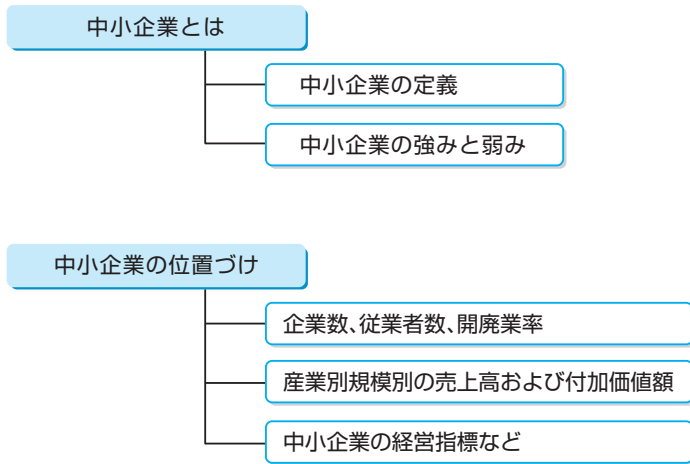 中小企業とは
中小企業の定義
中小企業の強みと弱み
中小企業の位置づけ
企業数、従業者数、開廃業率
産業別規模別の売上高および付加価値額
中小企業の経営指標など